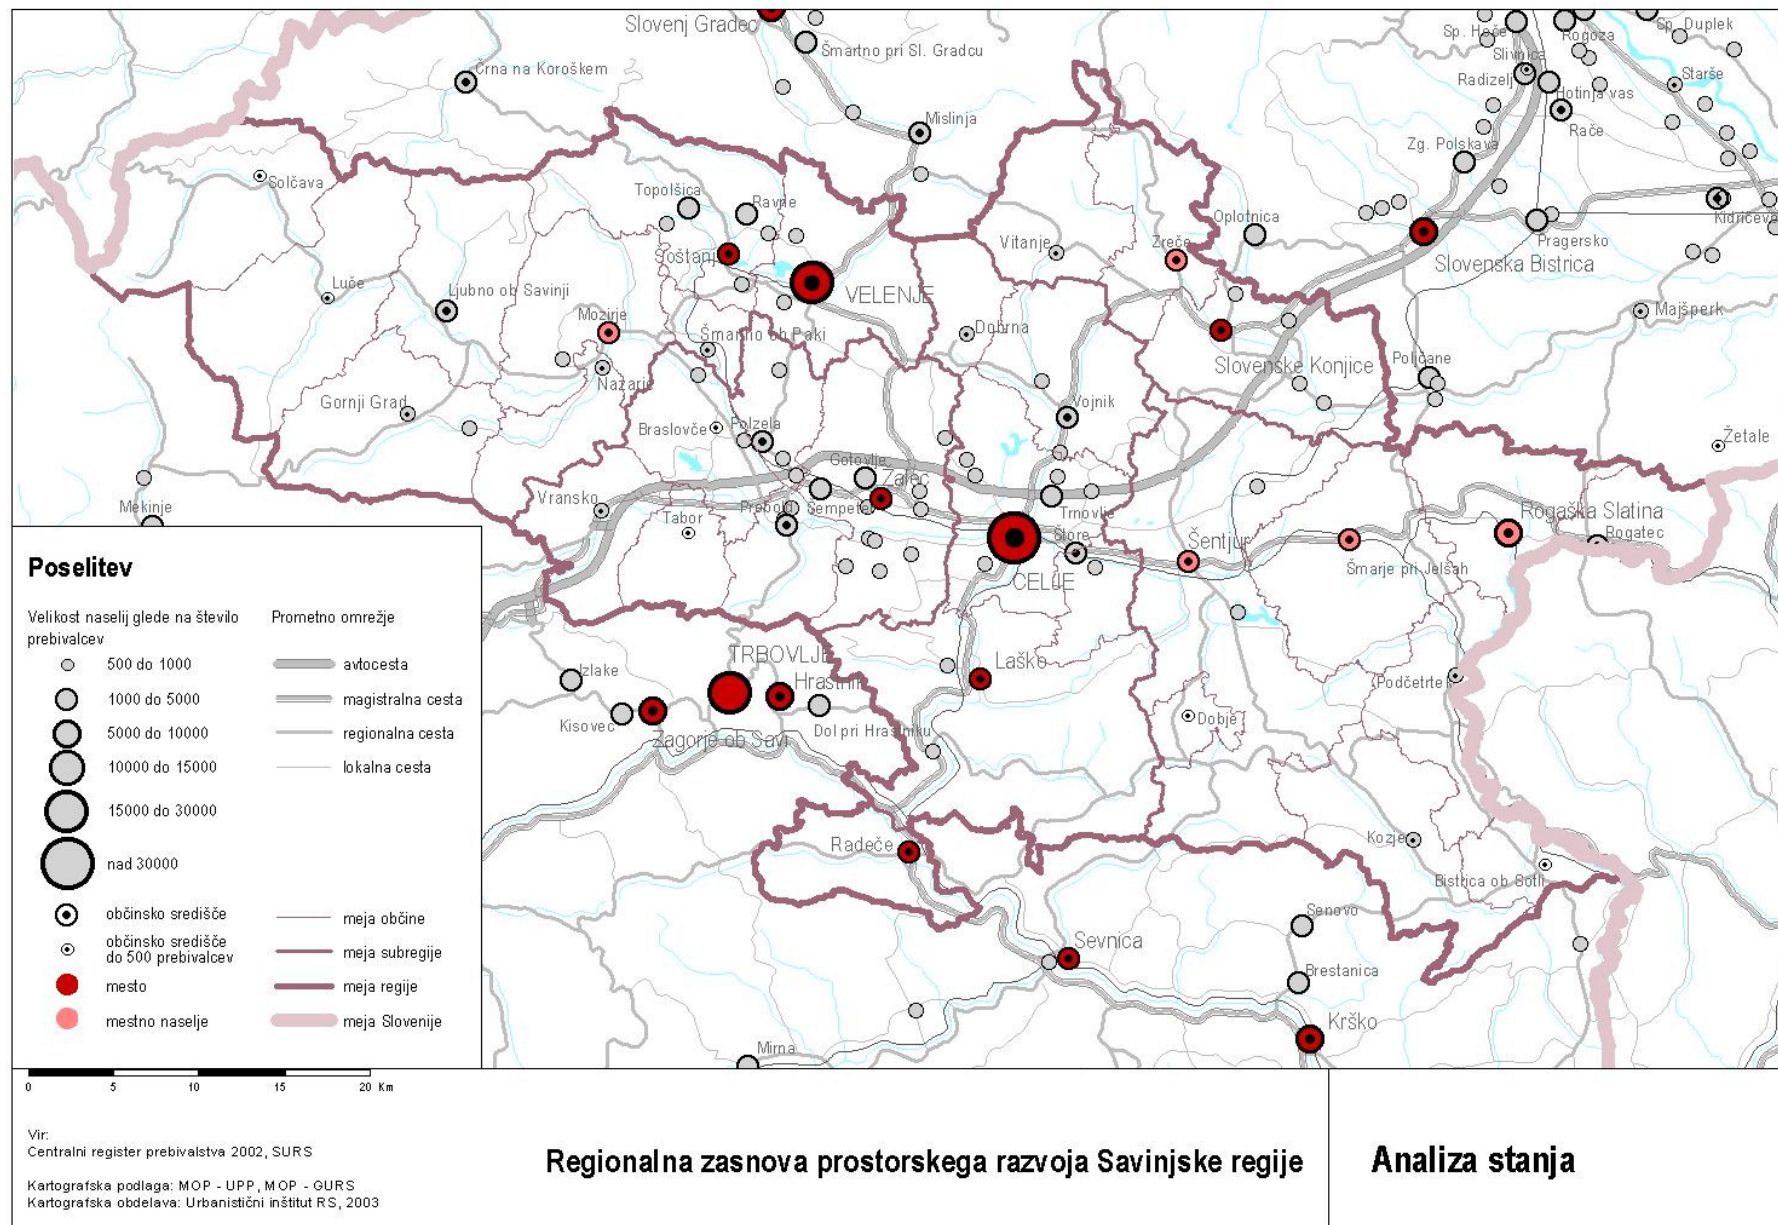 Slovenj Gradec
Šmartno pri Sl. Gradcu
Sp. Hoče
Rogoza
Sp. Duplek
Črna na Koroškem
Slivnica
Radizelj
Hotinja vas
Starše
Mislinja
Rače
Zg. Polskava
Solčava
Topolšica
Ravne
Oplotnica
Kidričevo
Vitanje
Zreče
Pragersko
Šoštanj
Slovenska Bistrica
Luče
Ljubno ob Savinji
VELENJE
Mozirje
Šmartno ob Paki
Dobrna
Majšperk
Nazarje
Slovenske Konjice
Poljčane
Gornji Grad
Vojnik
Braslovče
Polzela
Žetale
Gotovlje
Žalec
Mekinje
Vransko
Prebold
Šempeter
Trnovlje
Rogaška Slatina
Tabor
Štore
Šentjur
Rogatec
Šmarje pri Jelšah
CELJE
TRBOVLJE
Laško
Izlake
Hrastnik
Podčetrtek
Kisovec
Zagorje ob Savi
Dol pri Hrastniku
Dobje
Radeče
Kozje
Bistrica ob Sotli
Senovo
Sevnica
Brestanica
Krško
Mirna
Poselitev
Velikost naselij glede na število
prebivalcev
500 do 1000
1000 do 5000
5000 do 10000
10000 do 15000
15000 do 30000
nad 30000
občinsko središče
občinsko središče
do 500 prebivalcev
mesto
mestno naselje
Prometno omrežje
avtocesta
magistralna cesta
regionalna cesta
lokalna cesta
meja občine
meja subregije
meja regije
meja Slovenije
0 5 10 15 20 Km
Vir:
Centralni register prebivalstva 2002, SURS
Kartografska podlaga: MOP - UPP, MOP - GURS
Kartografska obdelava: Urbanistični inštitut RS, 2003
Regionalna zasnova prostorskega razvoja Savinjske regije
Analiza stanja